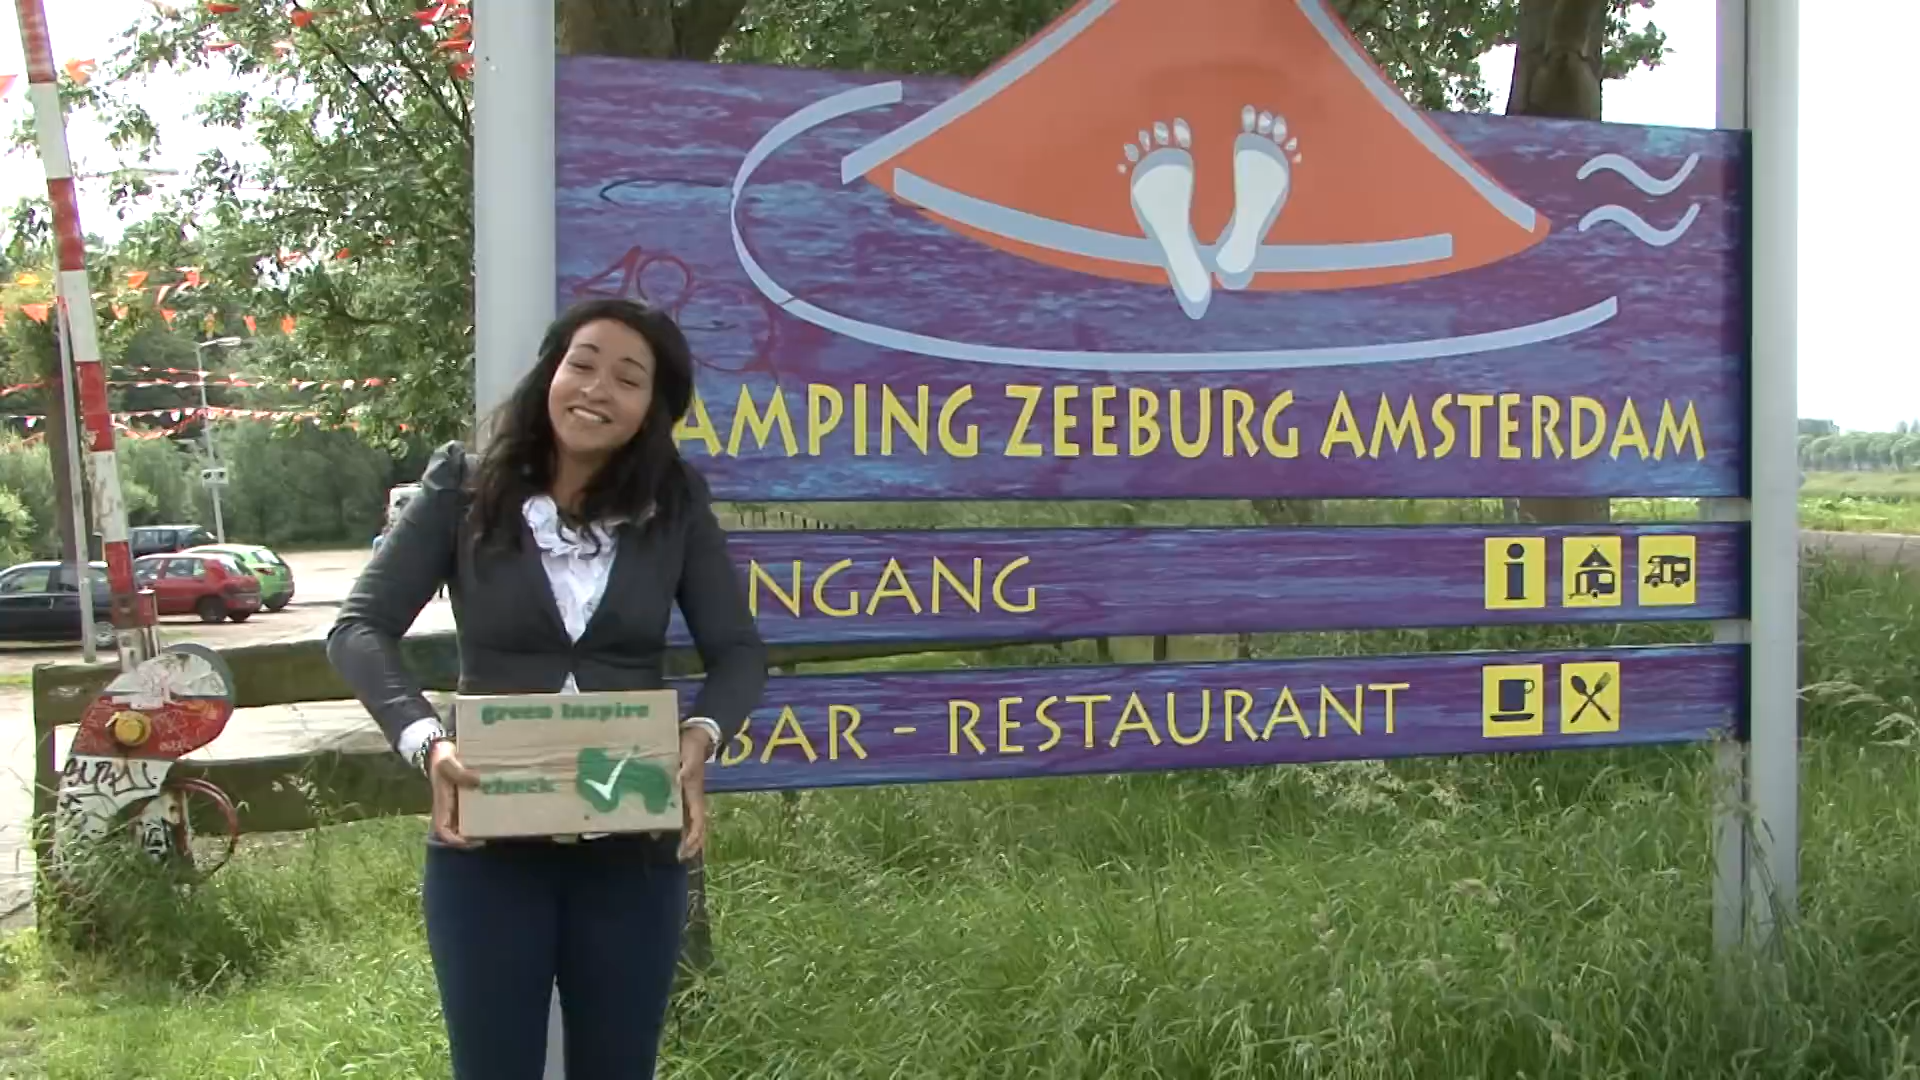 AMPING ZEEBURG AMSTERDAM
NGANG
i
BAR - RESTAURANT
green inspire
check